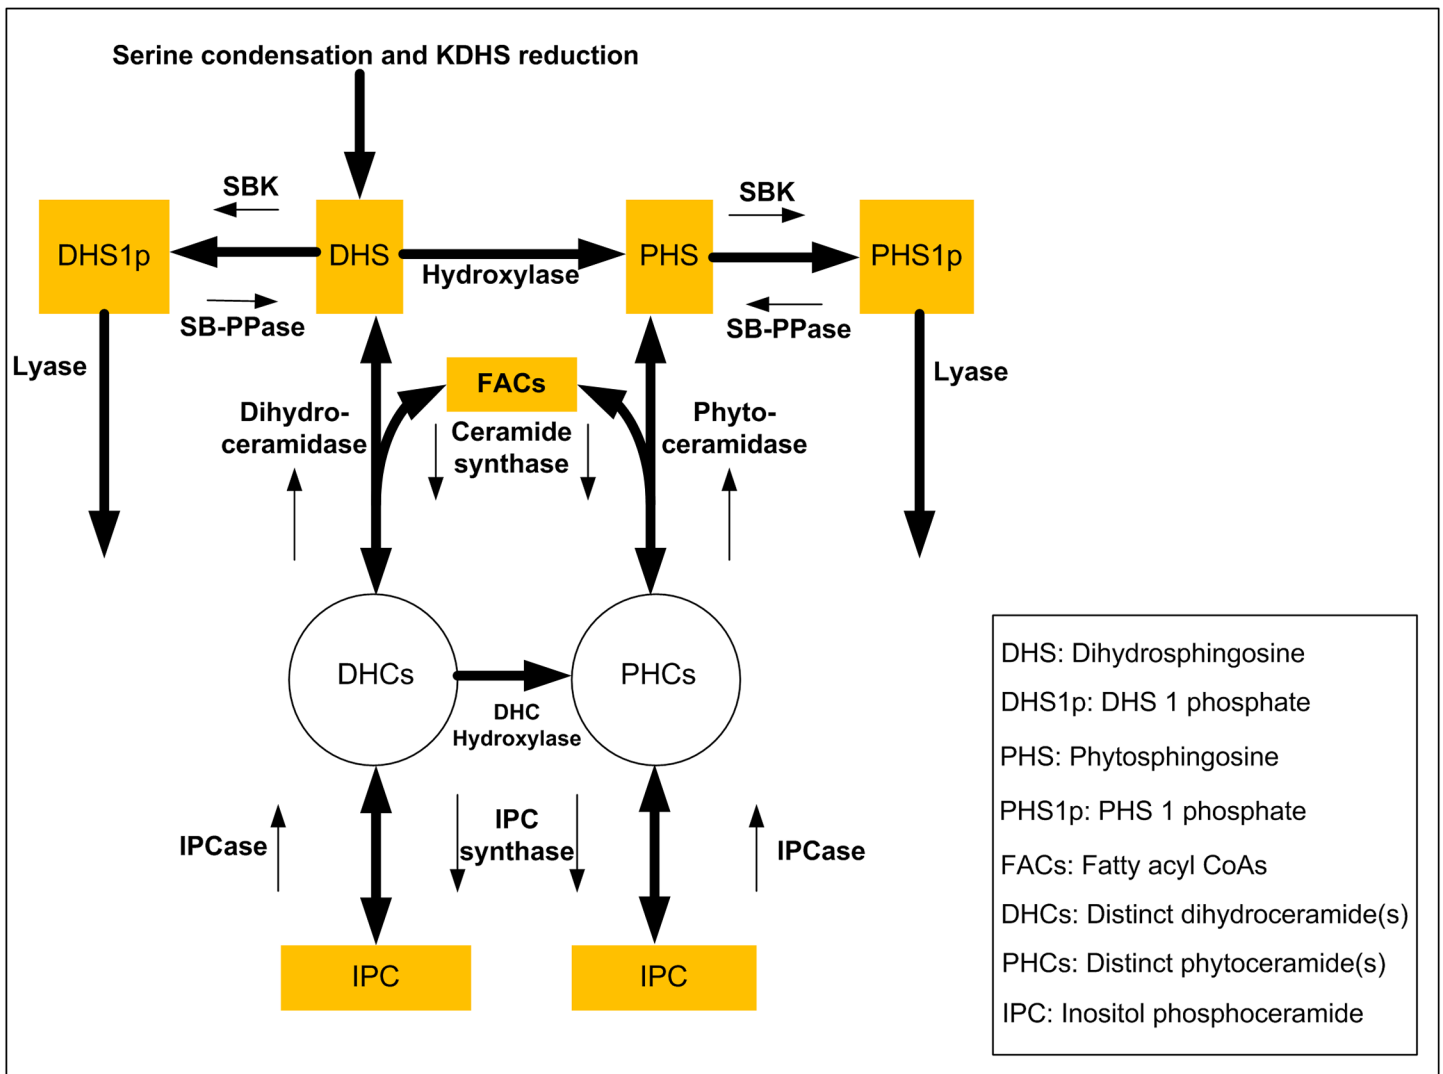 Serine condensation and KDHS reduction
SBK
SBK
DHS1p
DHS
PHS
PHS1p
Hydroxylase
SB-PPase
SB-PPase
Lyase
Lyase
FACs
Dihydro-
ceramidase
Ceramide
synthase
Phyto-
ceramidase
DHCs
PHCs
DHC
Hydroxylase
IPCase
IPC
synthase
IPCase
IPC
IPC
DHS: Dihydrosphingosine
DHS1p: DHS 1 phosphate
PHS: Phytosphingosine
PHS1p: PHS 1 phosphate
FACs: Fatty acyl CoAs
DHCs: Distinct dihydroceramide(s)
PHCs: Distinct phytoceramide(s)
IPC: Inositol phosphoceramide